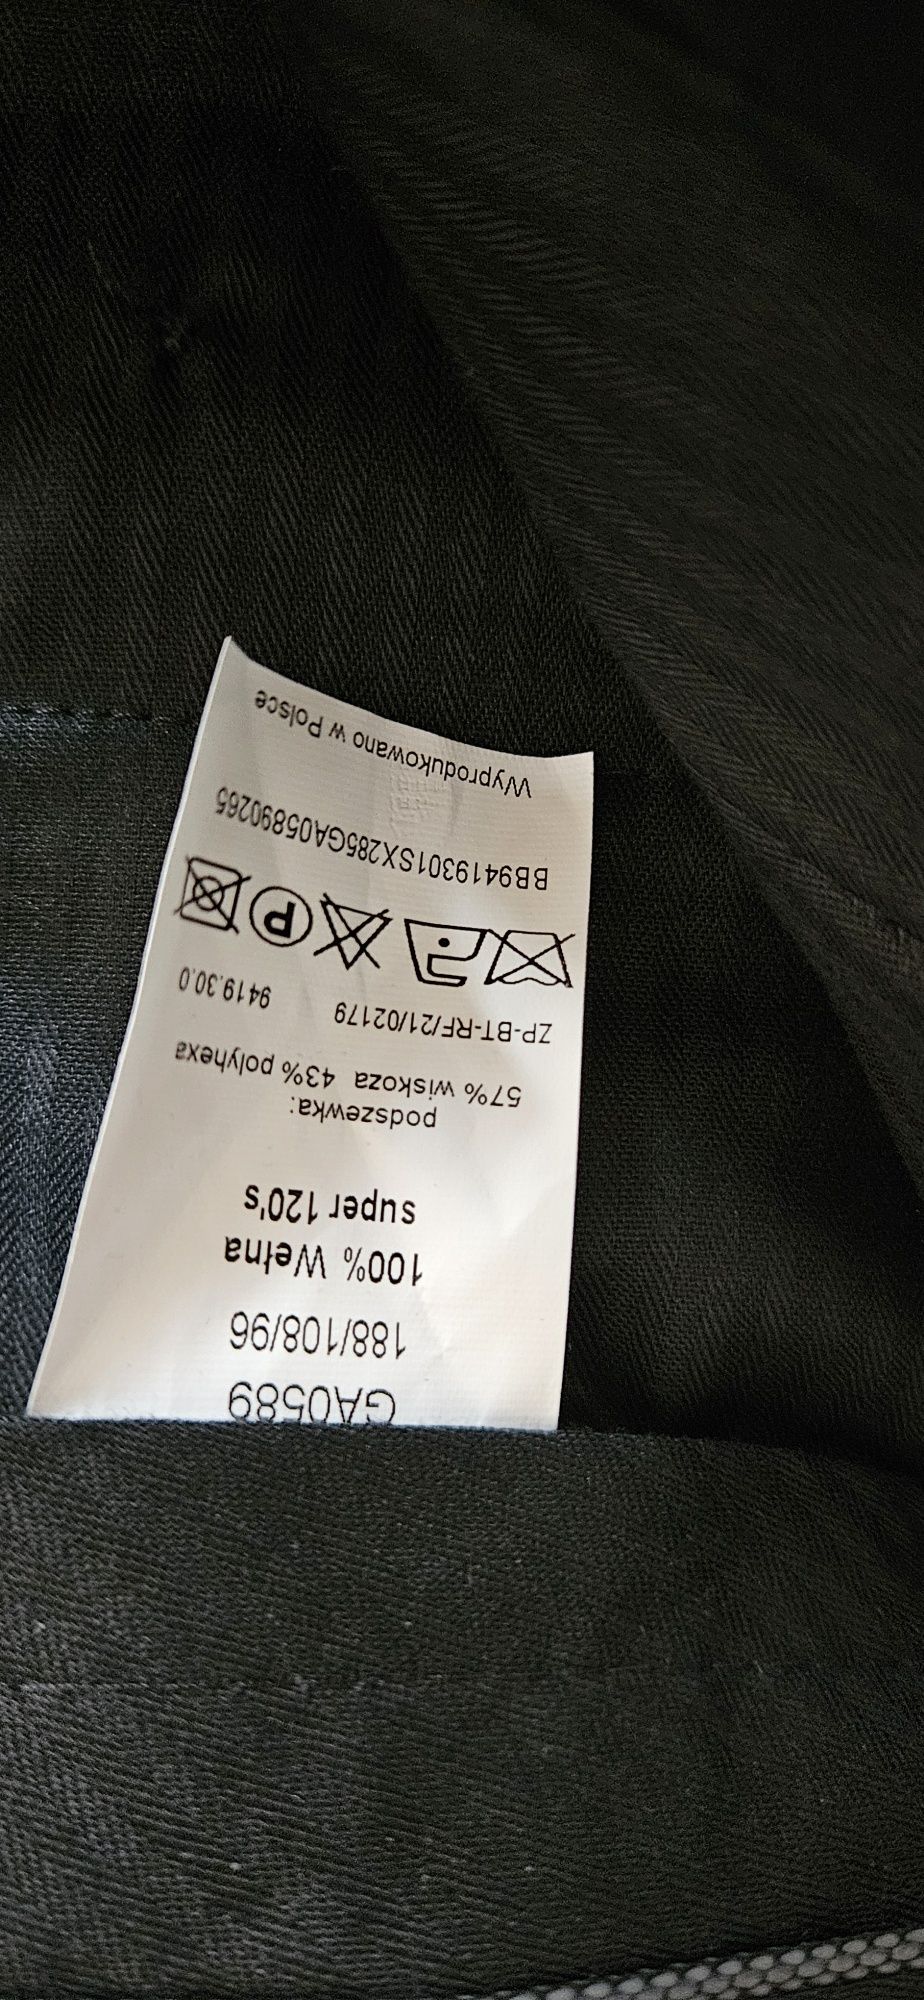 GA0589
188/108/96
100% Wełna
super 120's
podszewka:
57% wiskoza 43% polyhexa
ZP-BT-RF/21/02179 9419.30.0
P
BB9419301SX285GA05890265
Wyprodukowano w Polsce